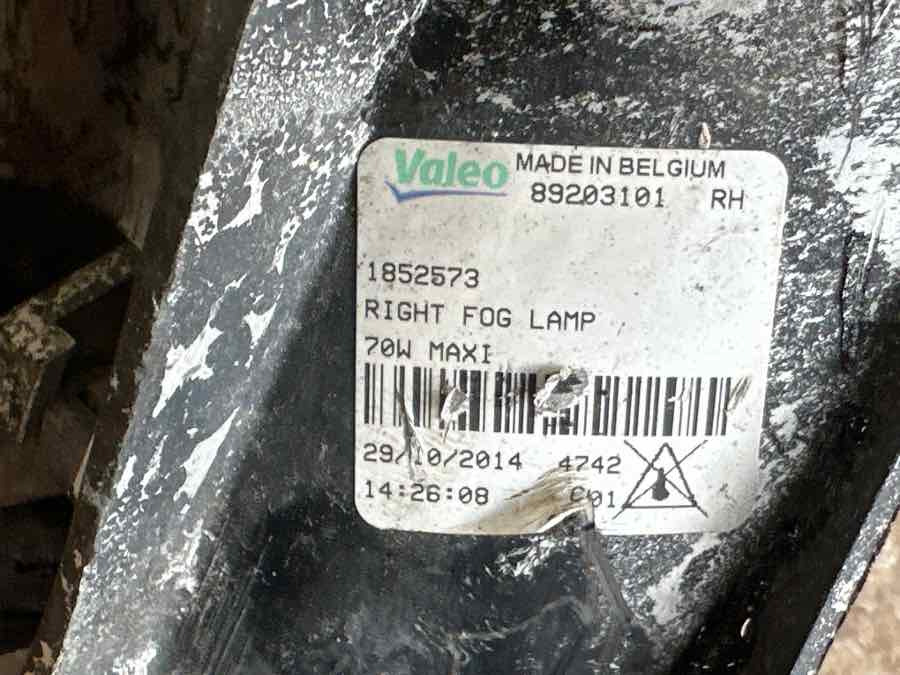 Valeo MADE IN BELGIUM
89203101 RH
1852573
RIGHT FOG LAMP
70W MAXI
29/10/2014 4742
14:26:08 C01